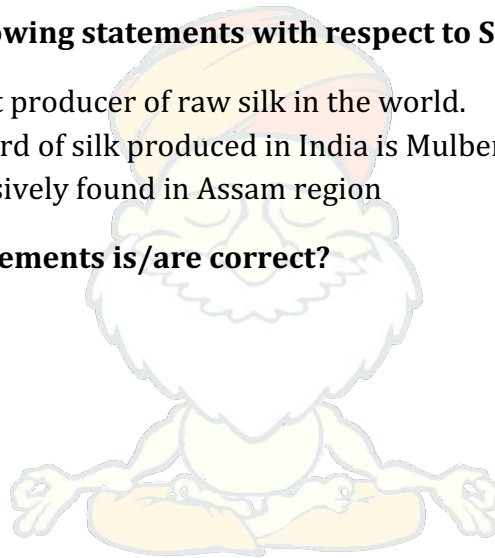 owing statements with respect to S
t producer of raw silk in the world.
rd of silk produced in India is Mulber
sively found in Assam region
ements is/are correct?